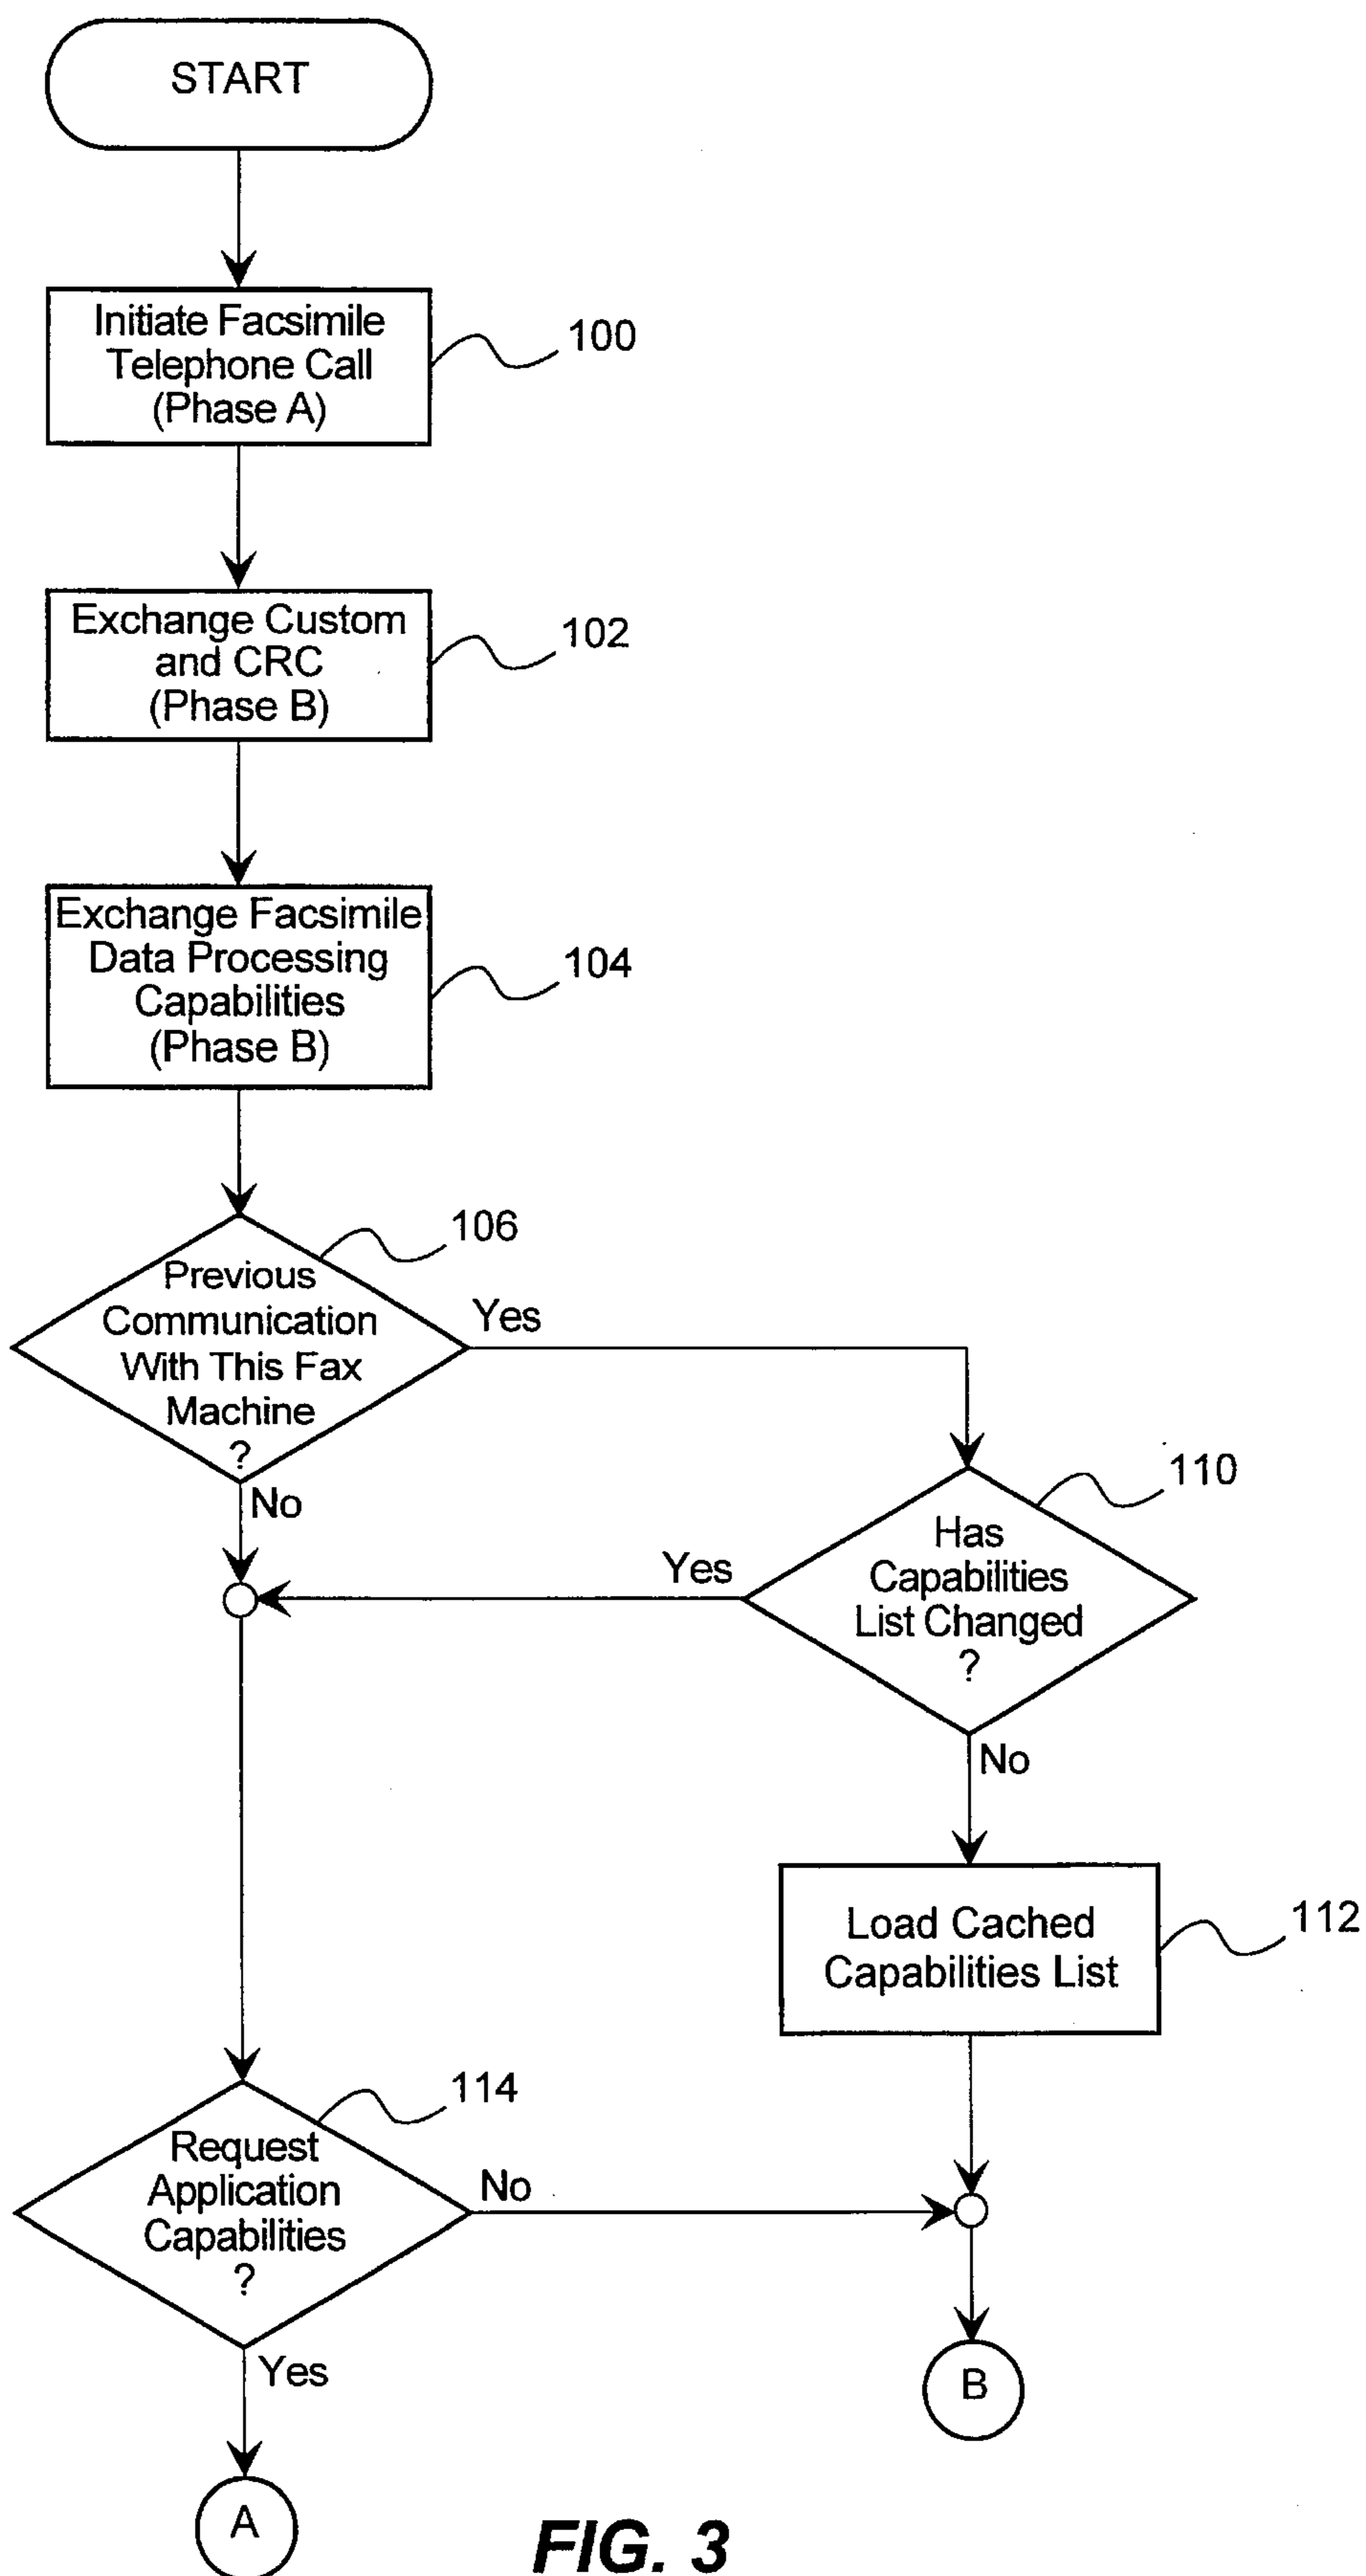 START
Initiate Facsimile
Telephone Call
(Phase A)
100
Exchange Custom
and CRC
(Phase B)
102
Exchange Facsimile
Data Processing
Capabilities
(Phase B)
104
106
Previous
Communication
With This Fax
Machine
?
Yes
No
110
Has
Capabilities
List Changed
?
Yes
No
Load Cached
Capabilities List
112
114
Request
Application
Capabilities
?
No
Yes
B
A
FIG. 3